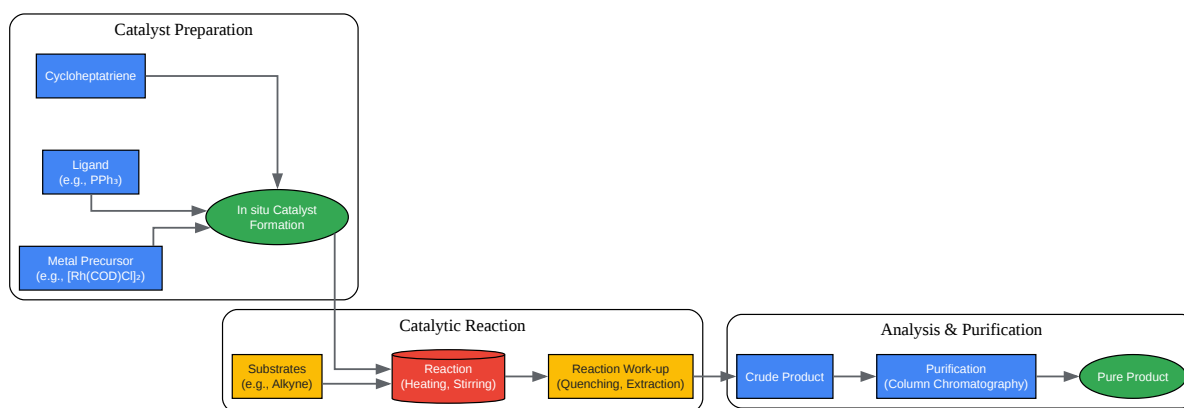 Catalyst Preparation
Cycloheptatriene
Ligand
(e.g., PPh₃)
In situ Catalyst
Formation
Metal Precursor
(e.g., [Rh(COD)Cl]₂)
Catalytic Reaction
Substrates
(e.g., Alkyne)
Reaction
(Heating, Stirring)
Reaction Work-up
(Quenching, Extraction)
Analysis & Purification
Crude Product
Purification
(Column Chromatography)
Pure Product